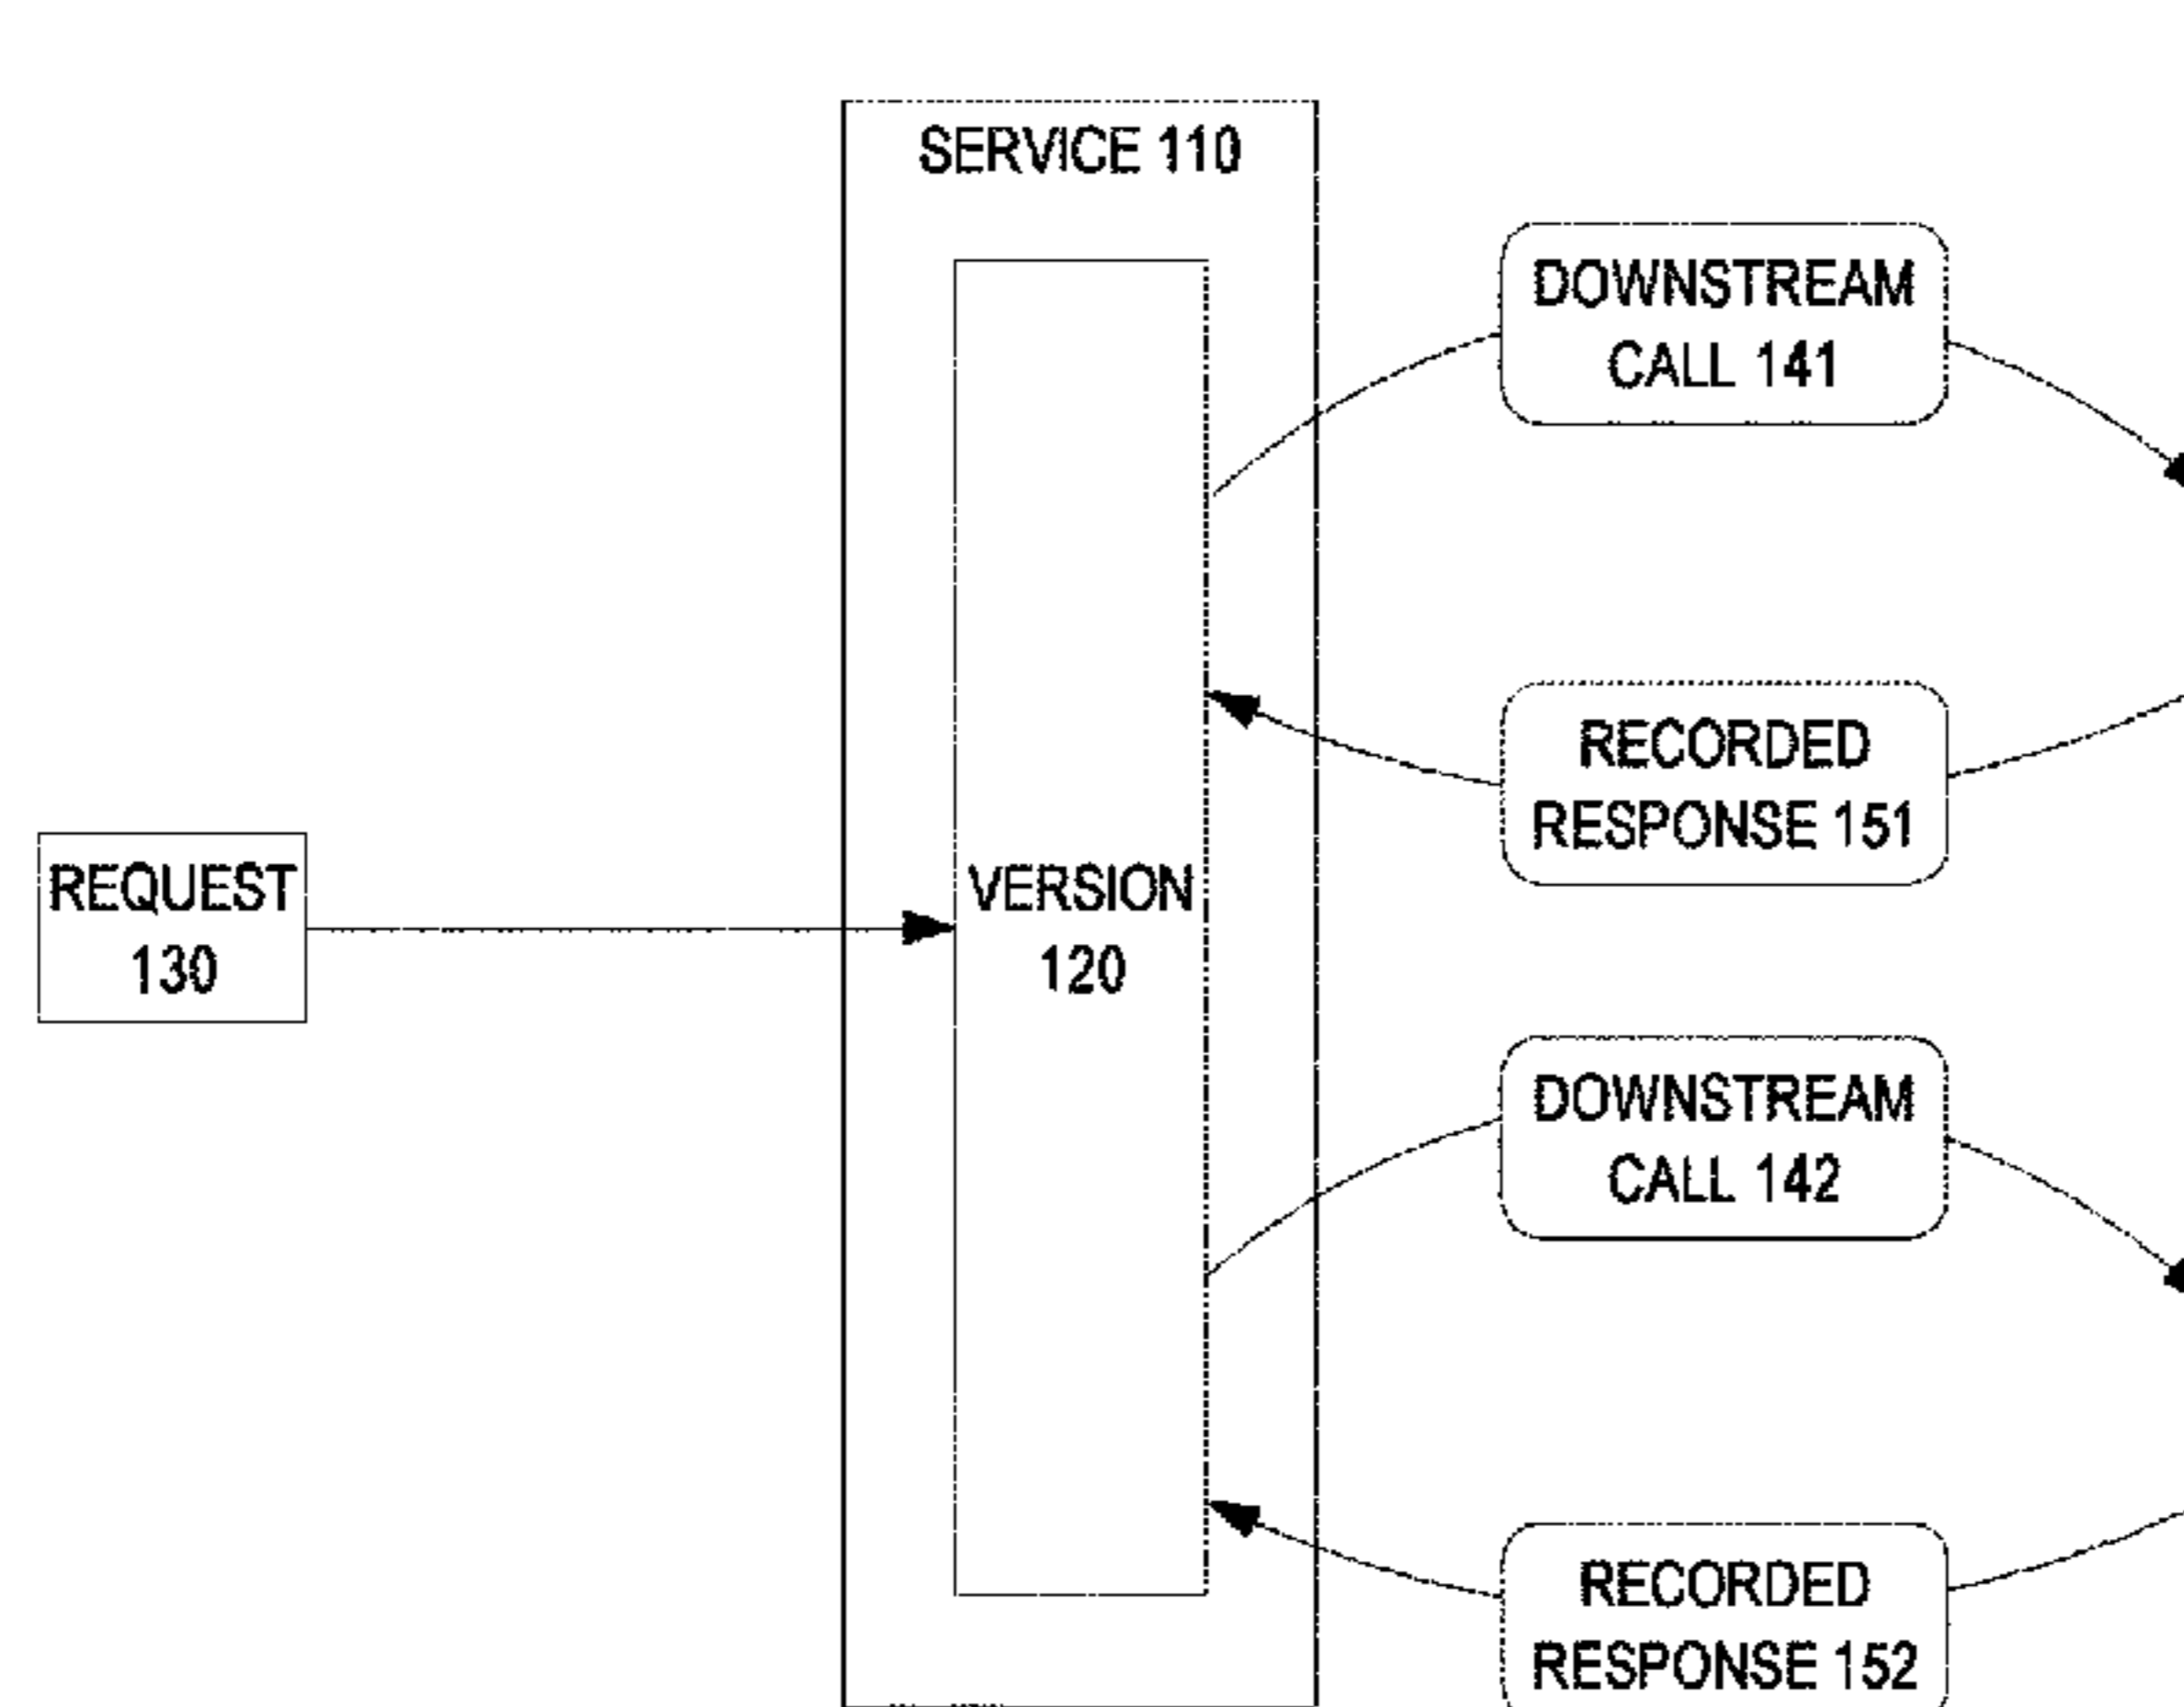 SERVICE 110
DOWNSTREAM
CALL 141
RECORDED
RESPONSE 151
REQUEST
130
VERSION
120
DOWNSTREAM
CALL 142
RECORDED
RESPONSE 152